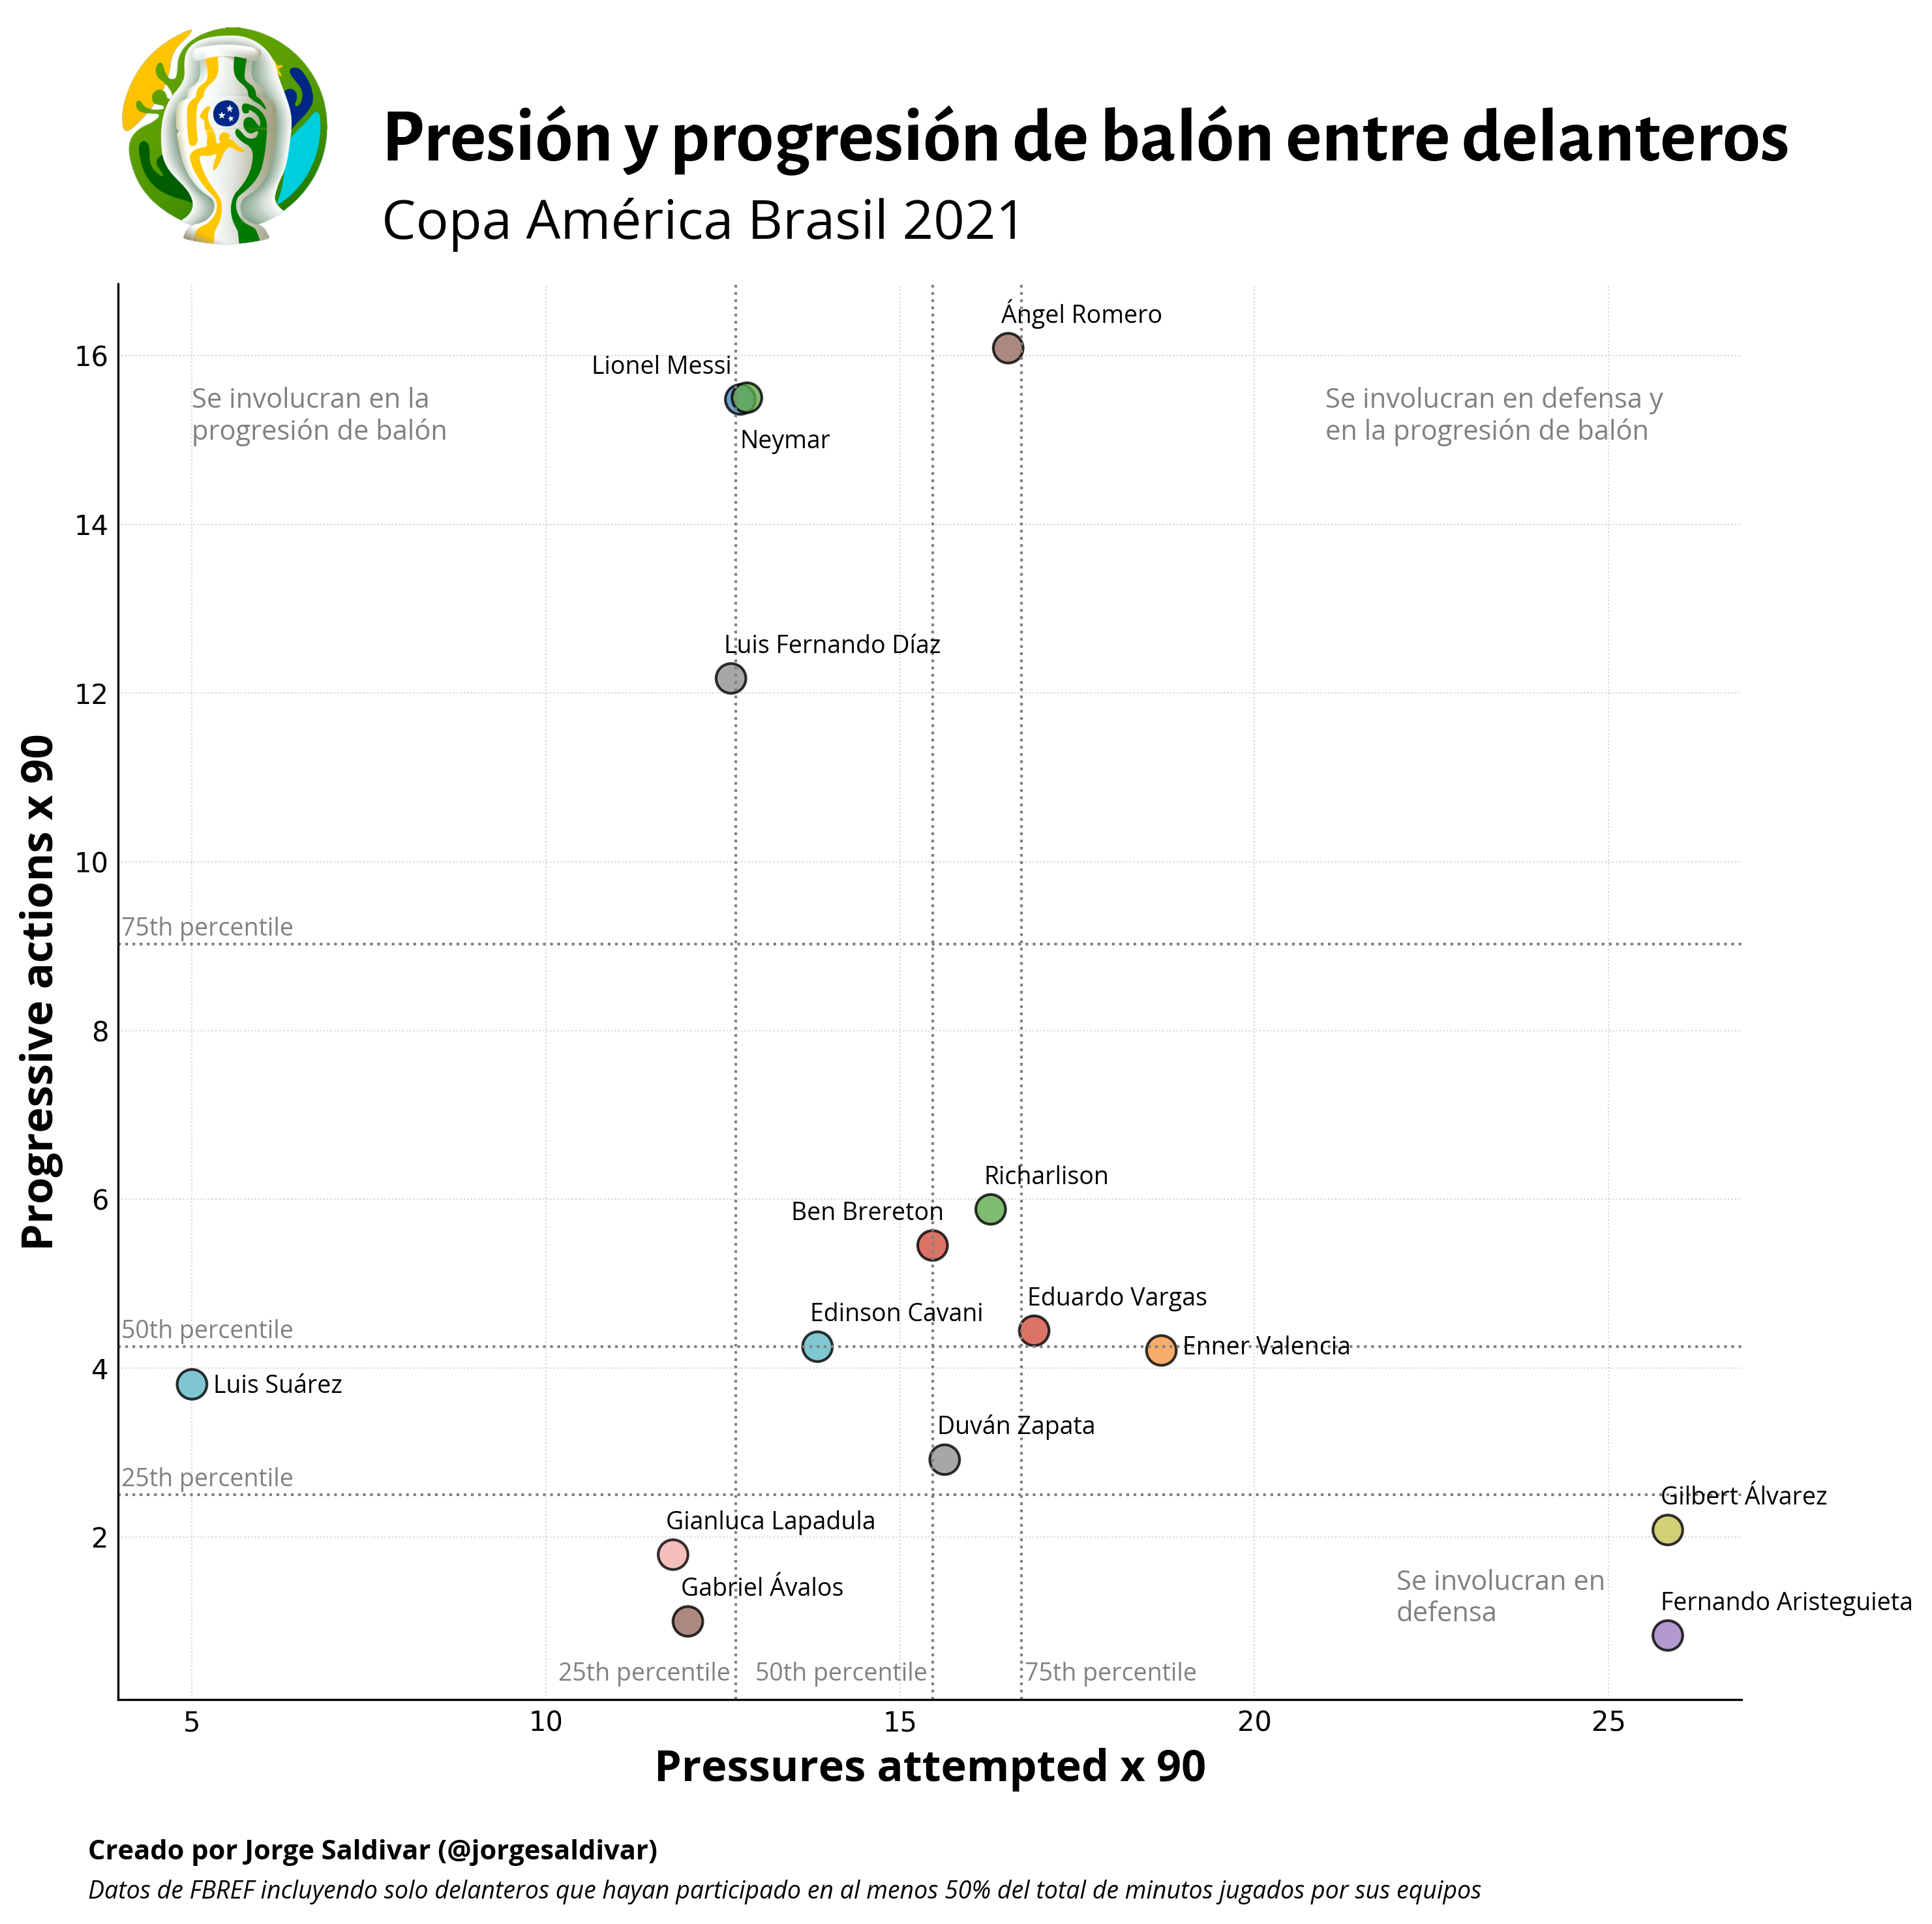 Presión y progresión de balón entre delanteros
Copa América Brasil 2021
Ángel Romero
16
Lionel Messi
Se involucran en la
progresión de balón
Se involucran en defensa y
en la progresión de balón
Neymar
14
Luis Fernando Díaz
12
Progressive actions x 90
10
75th percentile
8
Richarlison
6
Ben Brereton
Eduardo Vargas
Edinson Cavani
50th percentile
Enner Valencia
4
Luis Suárez
Duván Zapata
25th percentile
Gilbert Álvarez
Gianluca Lapadula
2
Gabriel Ávalos
Se involucran en
defensa
Fernando Aristeguieta
25th percentile
50th percentile
75th percentile
5
10
15
20
25
Pressures attempted x 90
Creado por Jorge Saldivar (@jorgesaldivar)
Datos de FBREF incluyendo solo delanteros que hayan participado en al menos 50% del total de minutos jugados por sus equipos